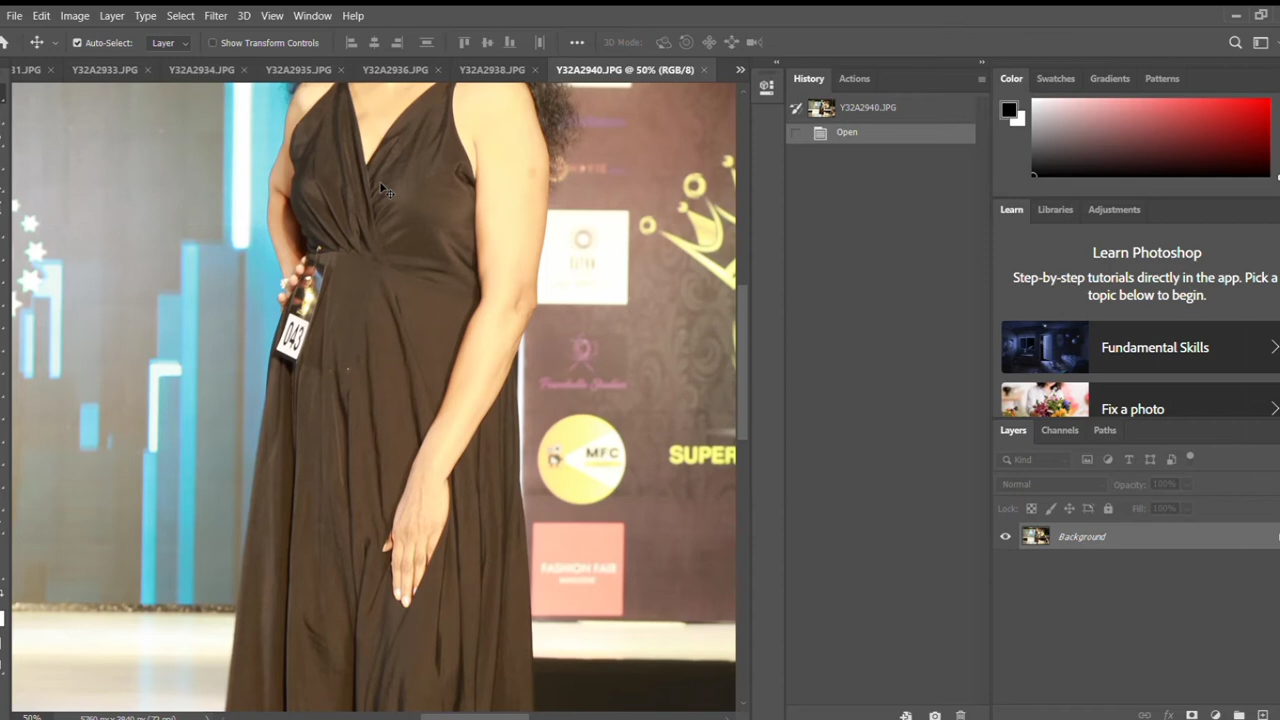 File Edit Image Layer Type Select Filter 3D View Window Help
Auto-Select: Layer Show Transform Controls 3D Mode:
31.JPG Y32A2933.JPG Y32A2934.JPG Y32A2935.JPG Y32A2936.JPG Y32A2938.JPG Y32A2940.JPG @ 50% (RGB/8)
History Actions
Y32A2940.JPG
Open
Color Swatches Gradients Patterns
Learn Libraries Adjustments
Learn Photoshop
Step-by-step tutorials directly in the app. Pick a
topic below to begin.
Fundamental Skills
Fix a photo
Layers Channels Paths
Kind
Normal Opacity: 100%
Lock: Fill: 100%
Background
043
MFC
SUPER
FASHION FAIR
50%
fx